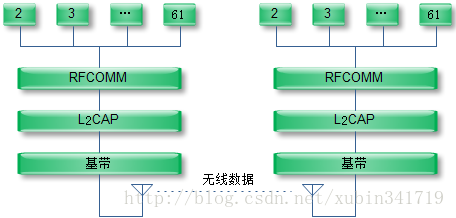 2 3 ... 61 2 3 ... 61
RFCOMM RFCOMM
L2CAP L2CAP
基带 基带
无线数据
http://blog.csdn.net/xubin341719